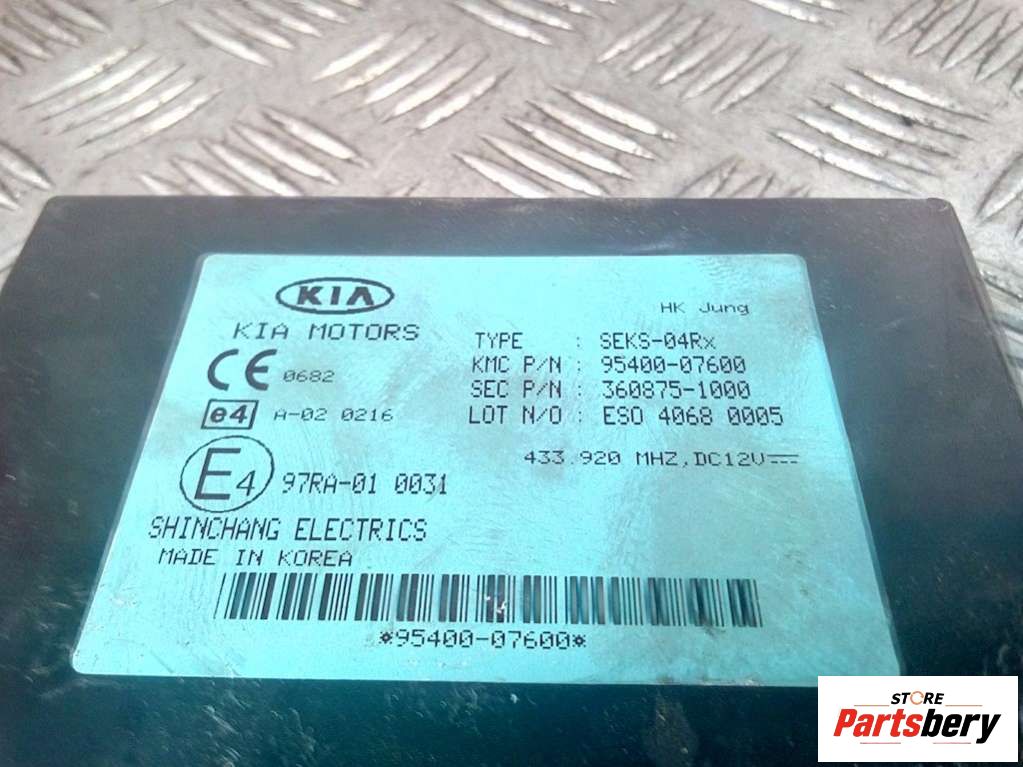 KIA
KIA MOTORS
HK Jung
TYPE : SEKS-04Rx
KMC P/N : 95400-07600
SEC P/N : 360875-1000
LOT N/O : ESO 4068 0005
CE 0682
e4 A-02 0216
433.920 MHZ,DC12V
E4 97RA-01 0031
SHINCHANG ELECTRICS
MADE IN KOREA
*95400-07600*
STORE
Partsbery